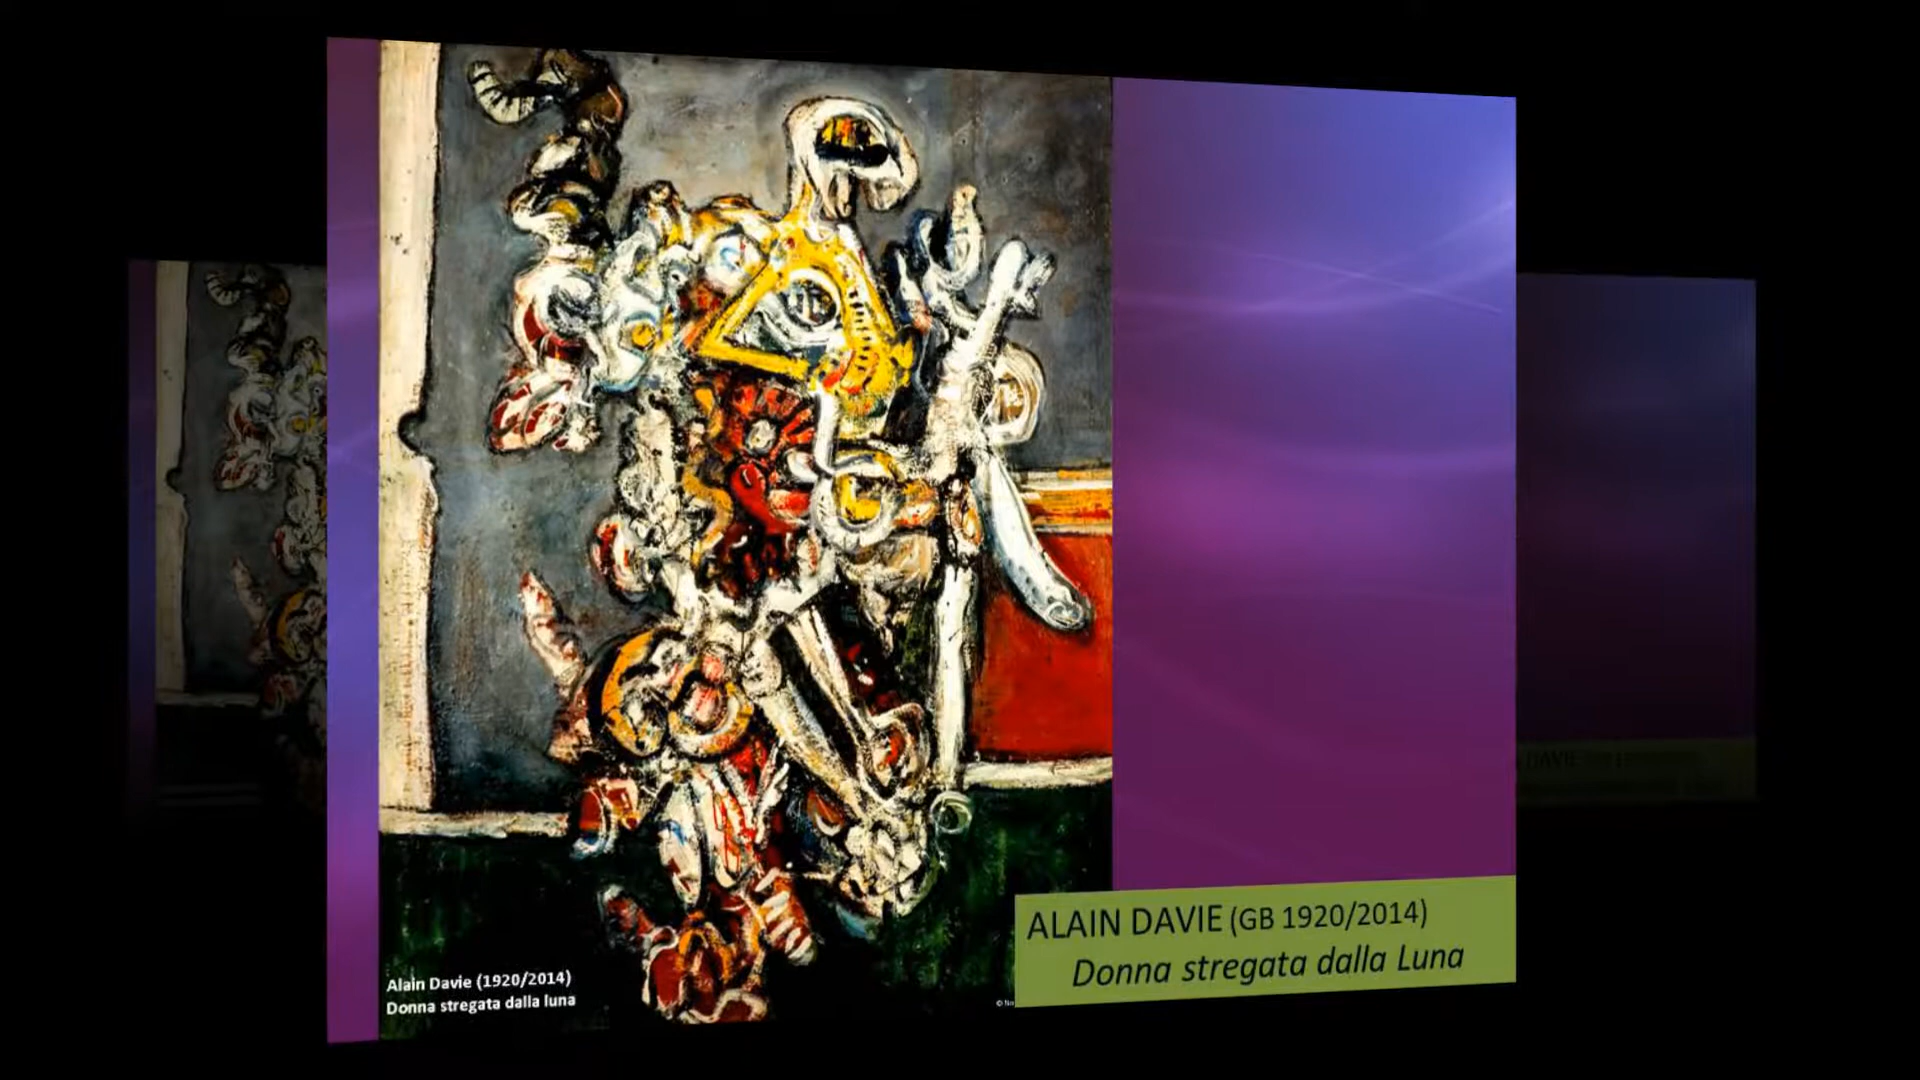 Alain Davie (1920/2014)
Donna stregata dalla luna
ALAIN DAVIE (GB 1920/2014)
Donna stregata dalla Luna